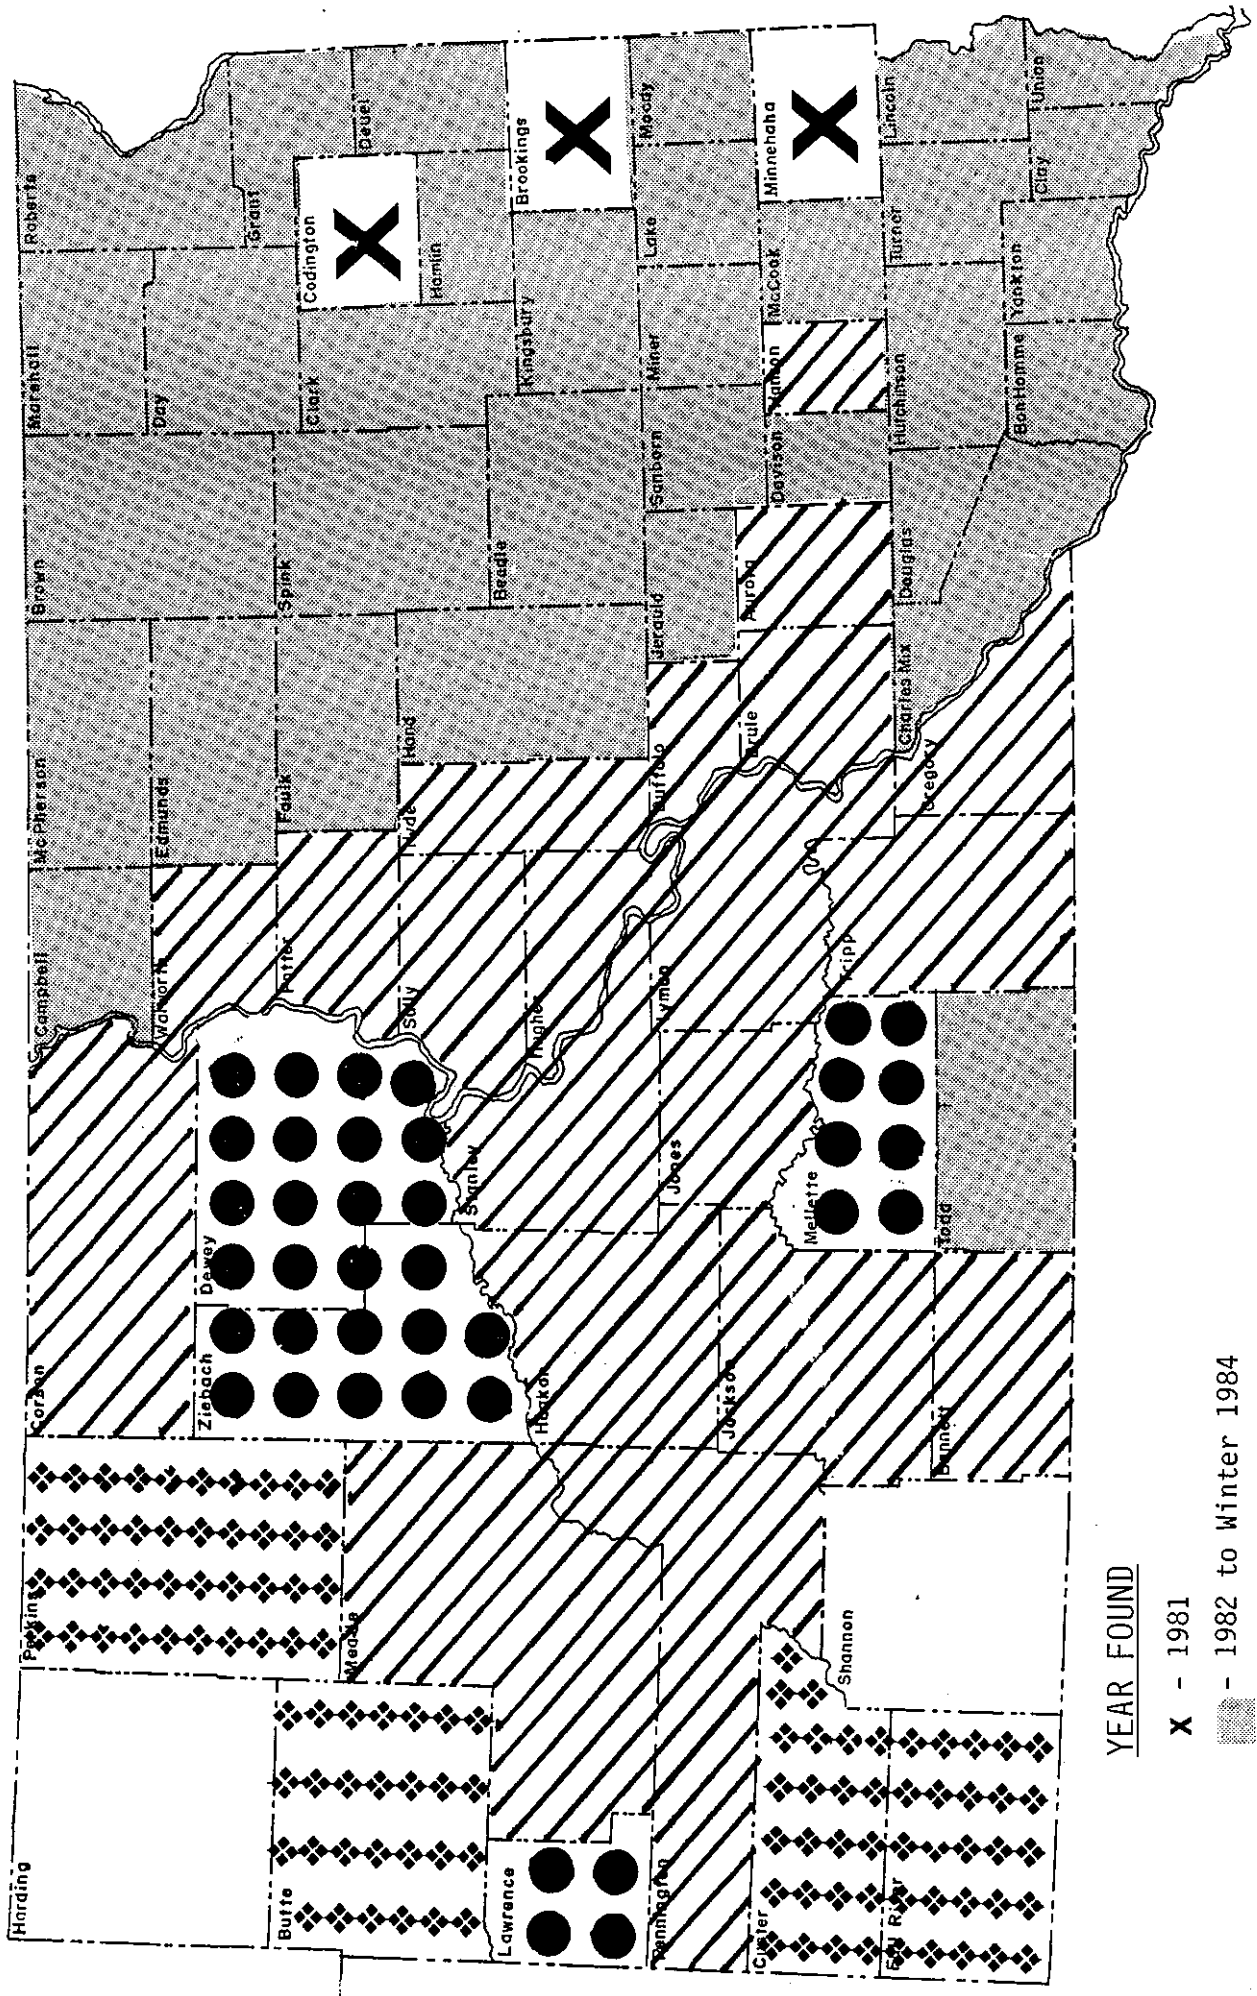 Harding
Perkins
Corson
Campbell
McPherson
Brown
Marshall
Roberts
Walworth
Edmunds
Day
Grant
Butte
Meade
Ziebach
Dewey
Potter
Faulk
Spink
Clark
Codington
Deuel
Hamlin
Sully
Hyde
Hand
Beadle
Kingsbury
Brookings
Lawrence
Haakon
Stanley
Hughes
Buffalo
Jerauld
Sanborn
Miner
Lake
Moody
Pennington
Jackson
Jones
Lyman
Brule
Aurora
Davison
Hanson
McCook
Minnehaha
Custer
Shannon
Mellette
Tripp
Gregory
Charles Mix
Douglas
Hutchinson
Turner
Lincoln
Fall River
Bennett
Todd
Bon Homme
Yankton
Clay
Union
YEAR FOUND
X - 1981
- 1982 to Winter 1984